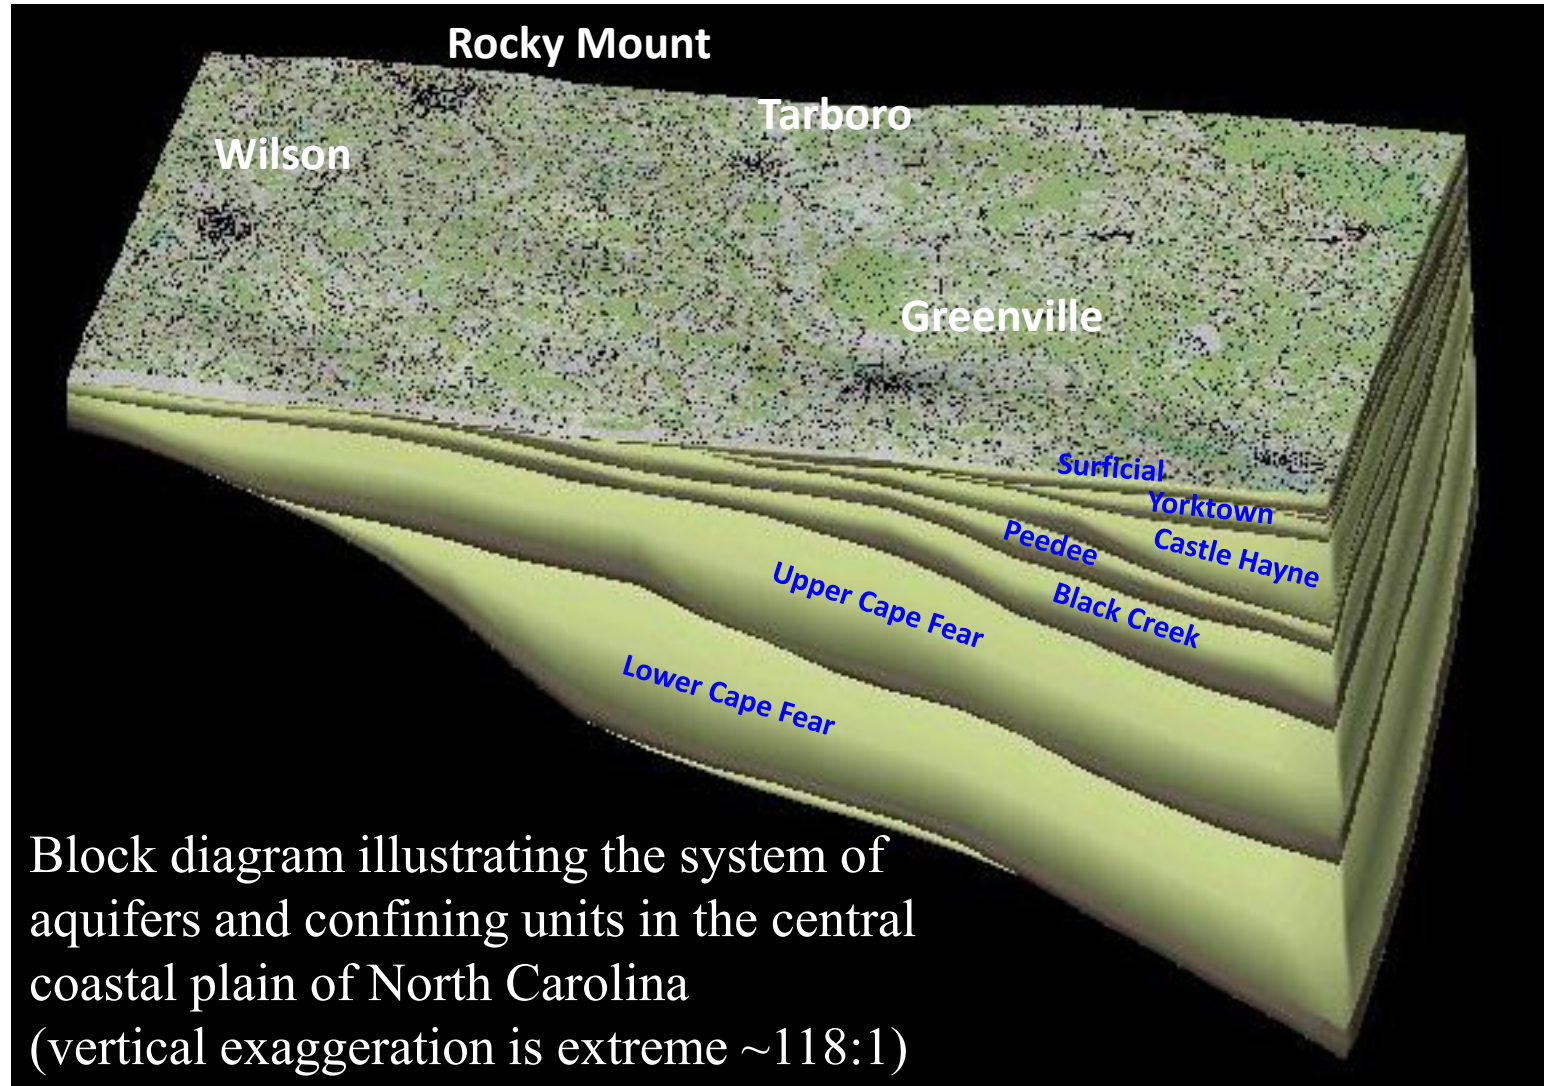 Rocky Mount
Tarboro
Wilson
Greenville
Surficial
Yorktown
Castle Hayne
Peedee
Black Creek
Upper Cape Fear
Lower Cape Fear
Block diagram illustrating the system of
aquifers and confining units in the central
coastal plain of North Carolina
(vertical exaggeration is extreme ~118:1)